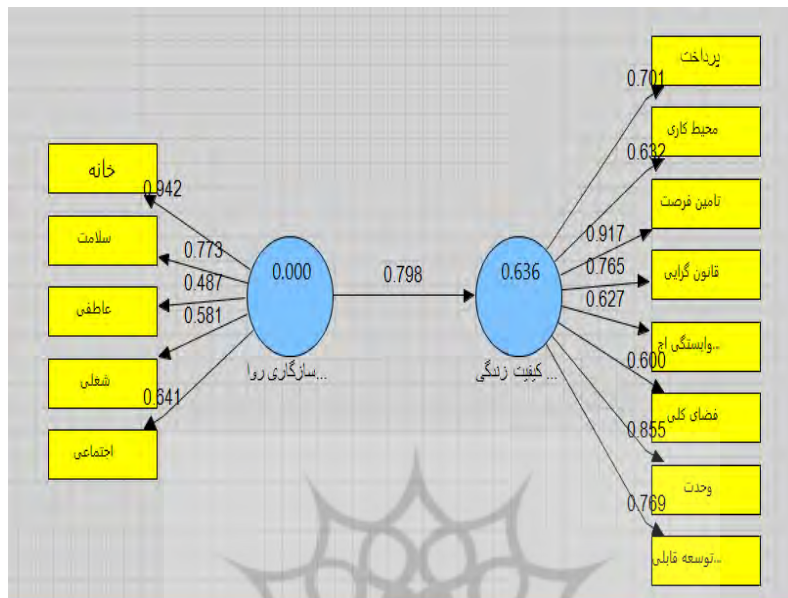 پرداخت
0.701
محیط کاری
0.632
خانه
0.942
تامین فرصت
0.917
سلامت
0.773
0.000
0.798
0.636
0.765
قانون گرایی
0.487
عاطفی
0.581
0.627
...وابستگی اج
0.600
...سازگاری روا
... کیفیت زندگی
شغلی
0.641
فضای کلی
0.855
اجتماعی
وحدت
0.769
...توسعه قابلی